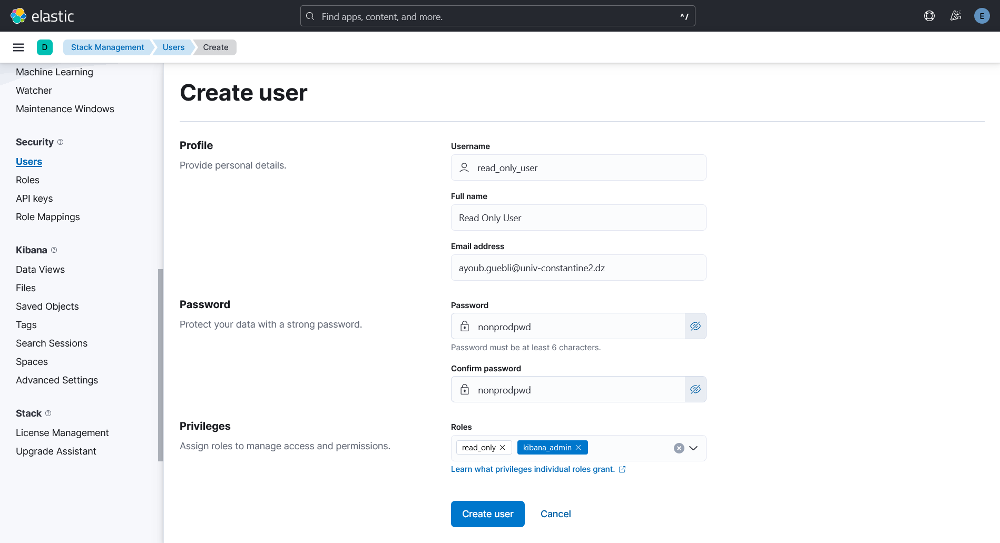 elastic
Find apps, content, and more.
^/
E
D
Stack Management
Users
Create
Machine Learning
Watcher
Maintenance Windows
Security
Users
Roles
API keys
Role Mappings
Kibana
Data Views
Files
Saved Objects
Tags
Search Sessions
Spaces
Advanced Settings
Stack
License Management
Upgrade Assistant
Create user
Profile
Provide personal details.
Username
read_only_user
Full name
Read Only User
Email address
ayoub.guebli@univ-constantine2.dz
Password
Protect your data with a strong password.
Password
nonprodpwd
Password must be at least 6 characters.
Confirm password
nonprodpwd
Privileges
Assign roles to manage access and permissions.
Roles
read_only
kibana_admin
Learn what privileges individual roles grant.
Create user
Cancel